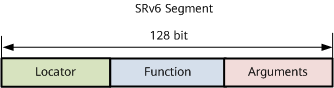 SRv6 Segment
128 bit
Locator
Function
Arguments